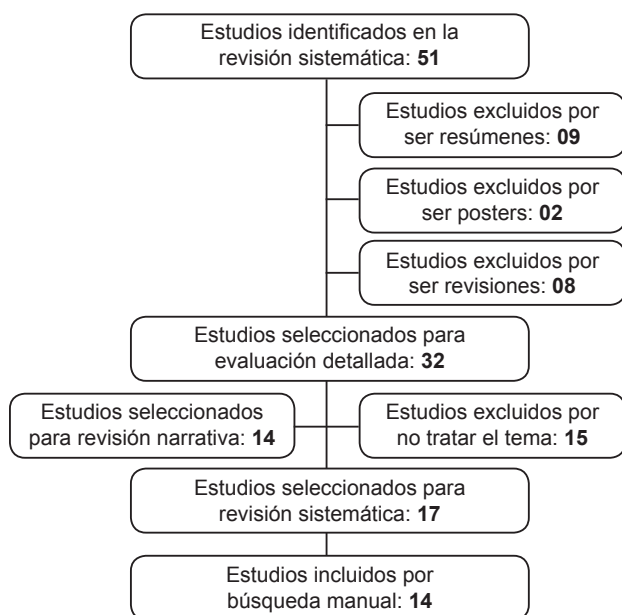 Estudios identificados en la
revisión sistemática: 51
Estudios excluidos por
ser resúmenes: 09
Estudios excluidos por
ser posters: 02
Estudios excluidos por
ser revisiones: 08
Estudios seleccionados para
evaluación detallada: 32
Estudios seleccionados
para revisión narrativa: 14
Estudios excluidos por
no tratar el tema: 15
Estudios seleccionados para
revisión sistemática: 17
Estudios incluidos por
búsqueda manual: 14